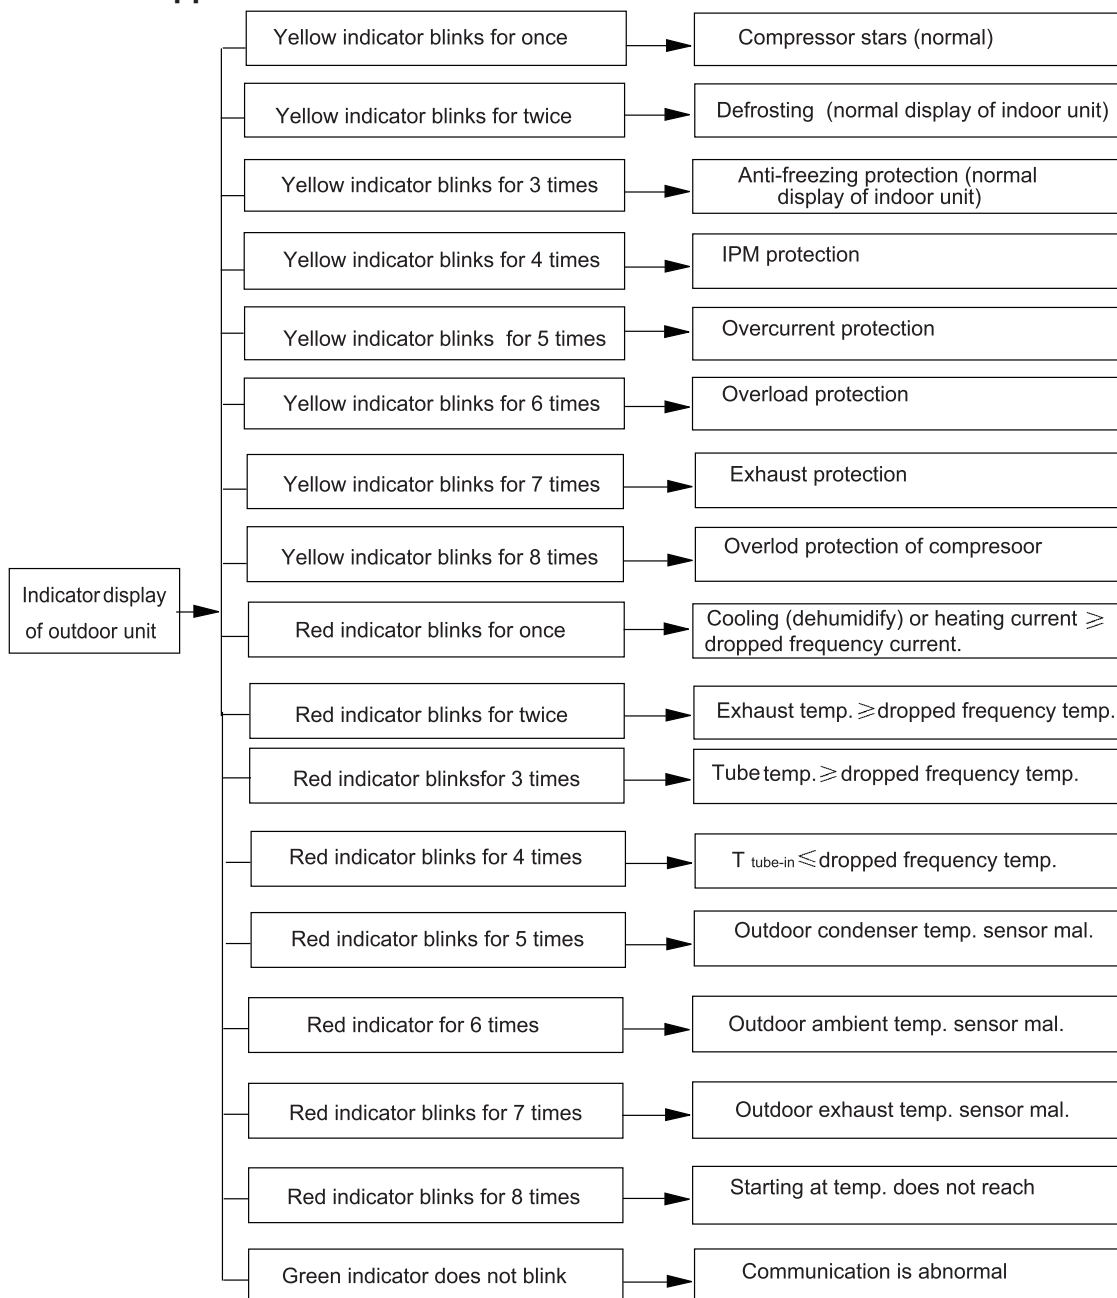 Yellow indicator blinks for once
Compressor stars (normal)
Yellow indicator blinks for twice
Defrosting (normal display of indoor unit)
Yellow indicator blinks for 3 times
Anti-freezing protection (normal
display of indoor unit)
Yellow indicator blinks for 4 times
IPM protection
Yellow indicator blinks for 5 times
Overcurrent protection
Yellow indicator blinks for 6 times
Overload protection
Yellow indicator blinks for 7 times
Exhaust protection
Yellow indicator blinks for 8 times
Overlod protection of compresoor
Indicator display
of outdoor unit
Red indicator blinks for once
Cooling (dehumidify) or heating current ≥
dropped frequency current.
Red indicator blinks for twice
Exhaust temp. ≥dropped frequency temp.
Red indicator blinksfor 3 times
Tube temp. ≥dropped frequency temp.
Red indicator blinks for 4 times
T tube-in ≤dropped frequency temp.
Red indicator blinks for 5 times
Outdoor condenser temp. sensor mal.
Red indicator for 6 times
Outdoor ambient temp. sensor mal.
Red indicator blinks for 7 times
Outdoor exhaust temp. sensor mal.
Red indicator blinks for 8 times
Starting at temp. does not reach
Green indicator does not blink
Communication is abnormal